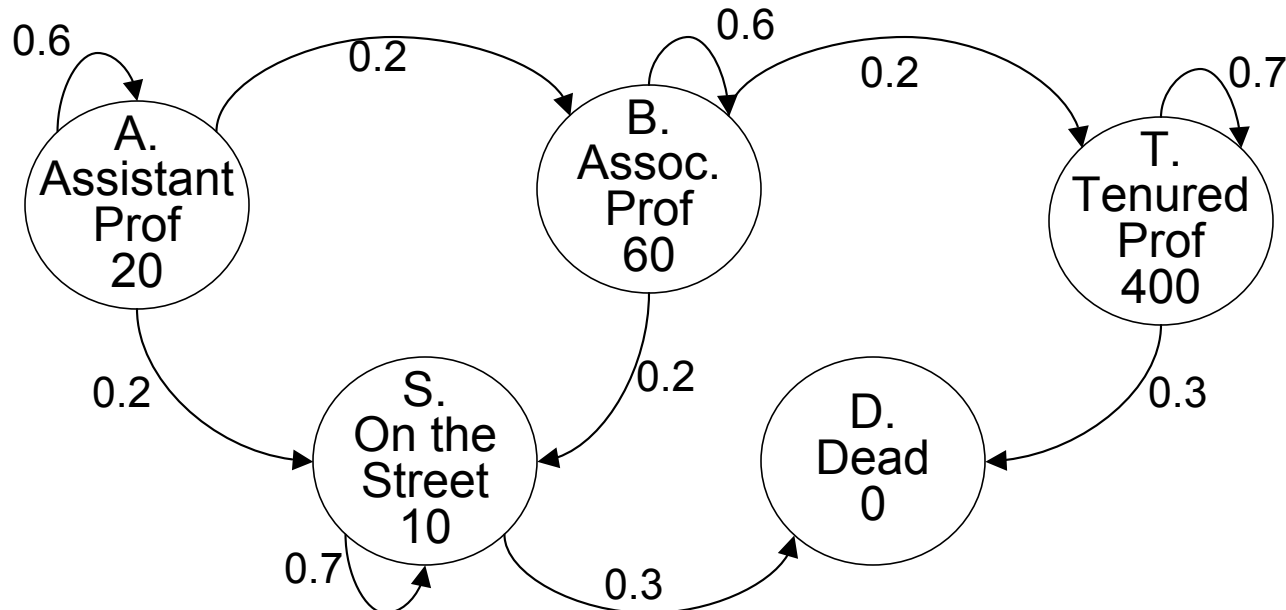 0.6
0.2
0.6
0.2
0.7
A.
Assistant
Prof
20
B.
Assoc.
Prof
60
T.
Tenured
Prof
400
0.2
0.2
0.3
S.
On the
Street
10
D.
Dead
0
0.7
0.3